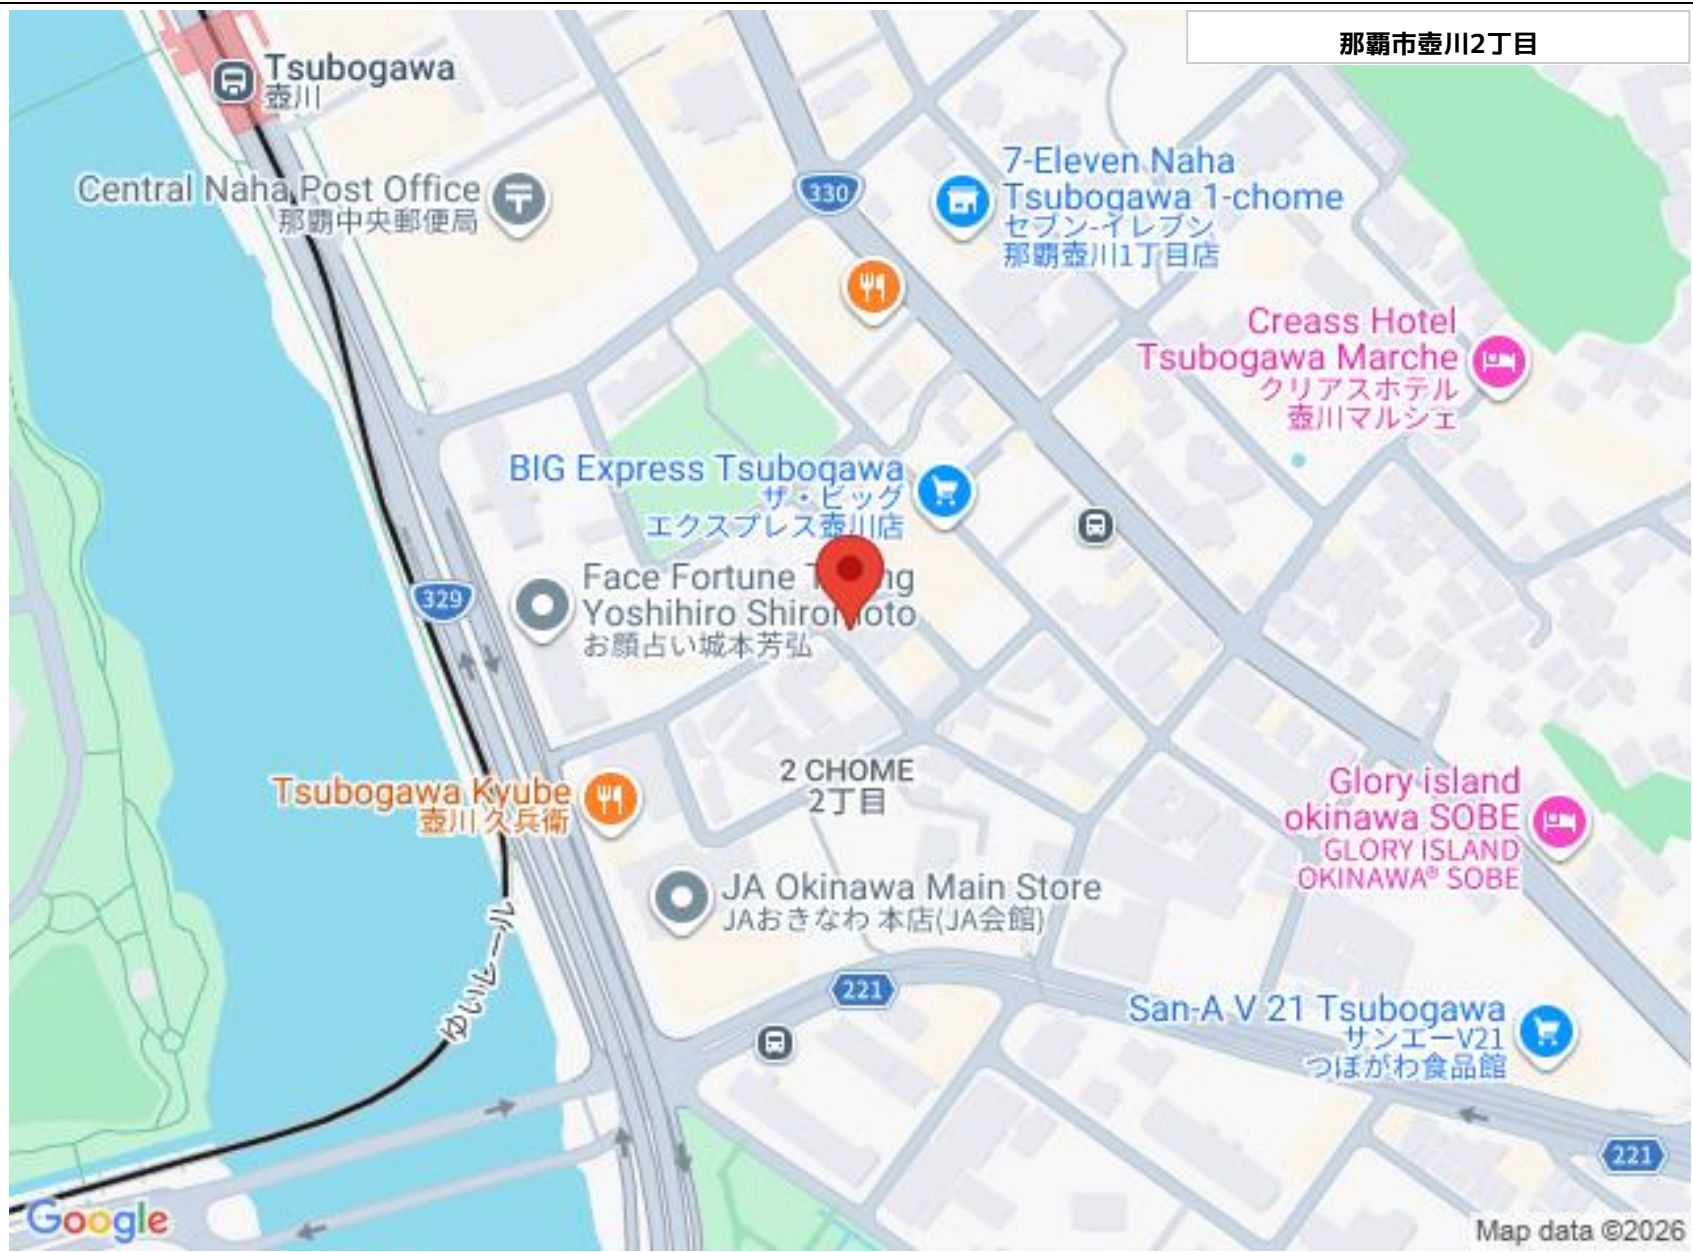 那覇市壺川2丁目
Tsubogawa
壺川
Central Naha Post Office
那覇中央郵便局
330
7-Eleven Naha
Tsubogawa 1-chome
セブン-イレブン
那覇壺川1丁目店
Creass Hotel
Tsubogawa Marche
クリアスホテル
壺川マルシェ
BIG Express Tsubogawa
ザ・ビッグ
エクスプレス壺川店
329
Face Fortune
Yoshihiro
お顔占い城本芳弘
Tsubogawa Kyube
壺川 久兵衛
2 CHOME
2丁目
Glory island
okinawa SOBE
GLORY ISLAND
OKINAWA® SOBE
JA Okinawa Main Store
JAおきなわ 本店(JA会館)
ゆいレール
221
San-A V 21 Tsubogawa
サンエーV21
つぼがわ食品館
221
Google
Map data ©2026